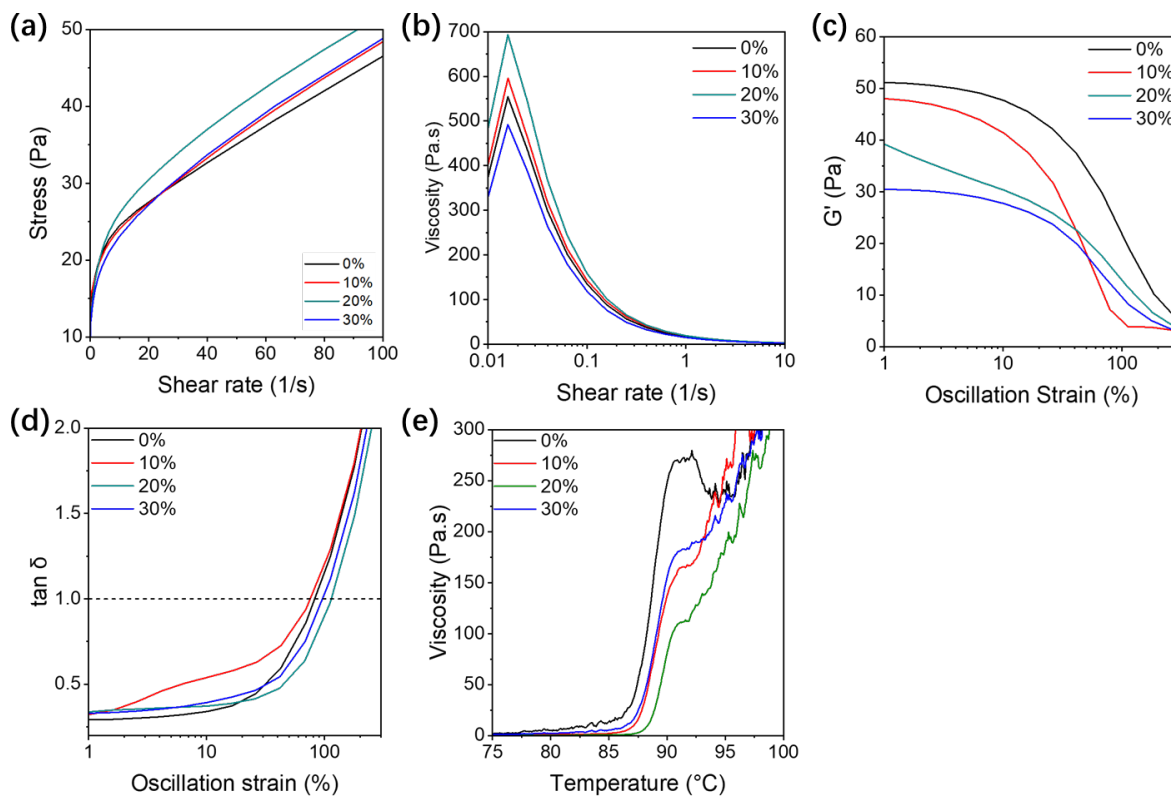 (a)
50
40
30
20
10
Stress (Pa)
0 20 40 60 80 100
Shear rate (1/s)
0%
10%
20%
30%
(b)
700
600
500
400
300
200
100
0
Viscosity (Pa.s)
0.01 0.1 1 10
Shear rate (1/s)
0%
10%
20%
30%
(c)
60
50
40
30
20
10
0
G' (Pa)
1 10 100
Oscillation Strain (%)
0%
10%
20%
30%
(d)
2.0
1.5
1.0
0.5
tan δ
1 10 100
Oscillation strain (%)
0%
10%
20%
30%
(e)
300
250
200
150
100
50
0
Viscosity (Pa.s)
75 80 85 90 95 100
Temperature (°C)
0%
10%
20%
30%